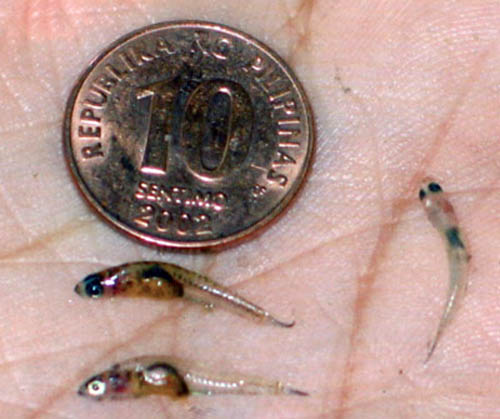 REPUBLIKA NG PILIPINAS
10
SENTIMO
2002